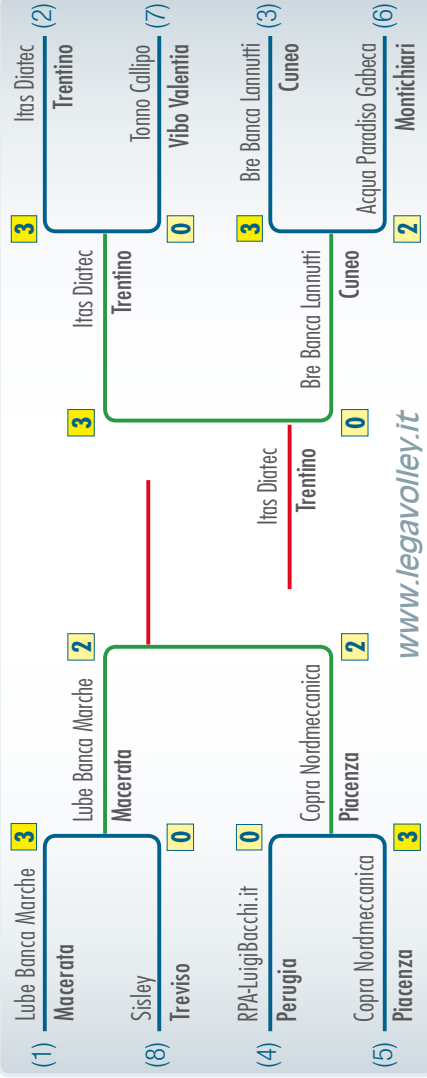 (1)
Lube Banca Marche
Macerata
3
(8)
Sisley
Treviso
0
(4)
RPA-LuigiBacchi.it
Perugia
0
(5)
Copra Nordmeccanica
Piacenza
3
Lube Banca Marche
Macerata
2
Copra Nordmeccanica
Piacenza
2
Itas Diatec
Trentino
Itas Diatec
Trentino
3
Bre Banca Lannutti
Cuneo
0
3
Itas Diatec
Trentino
(2)
0
Tonno Callipo
Vibo Valentia
(7)
3
Bre Banca Lannutti
Cuneo
(3)
2
Acqua Paradiso Gabeca
Montichiari
(6)
www.legavolley.it